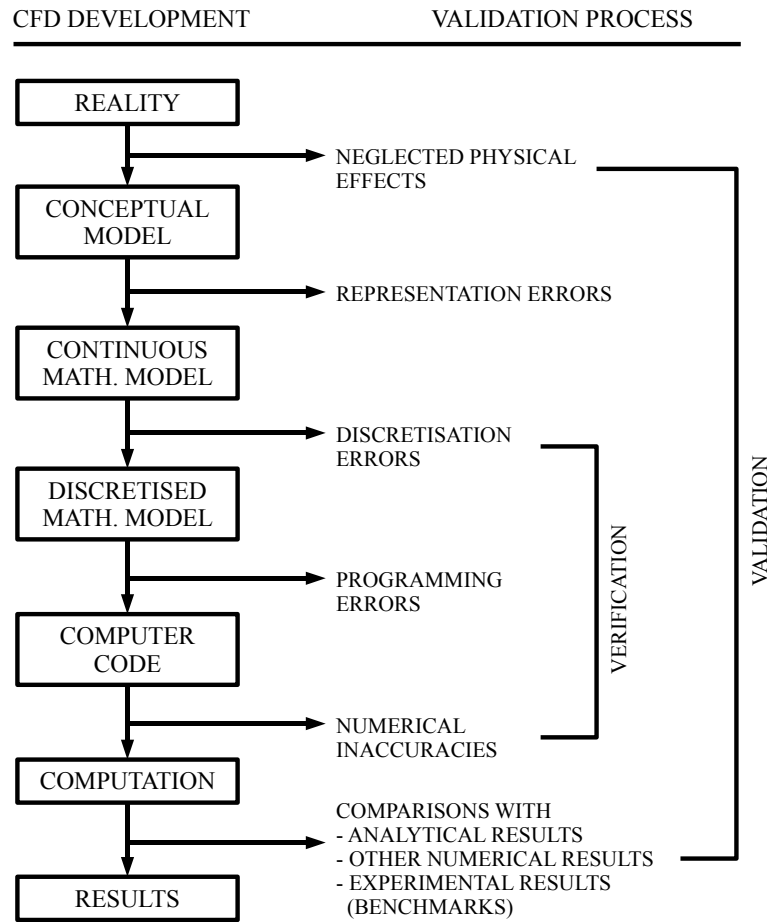 CFD DEVELOPMENT
VALIDATION PROCESS
REALITY
NEGLECTED PHYSICAL
EFFECTS
CONCEPTUAL
MODEL
REPRESENTATION ERRORS
CONTINUOUS
MATH. MODEL
DISCRETISATION
ERRORS
DISCRETISED
MATH. MODEL
PROGRAMMING
ERRORS
COMPUTER
CODE
NUMERICAL
INACCURACIES
COMPUTATION
COMPARISONS WITH
- ANALYTICAL RESULTS
- OTHER NUMERICAL RESULTS
- EXPERIMENTAL RESULTS
(BENCHMARKS)
RESULTS
VERIFICATION
VALIDATION